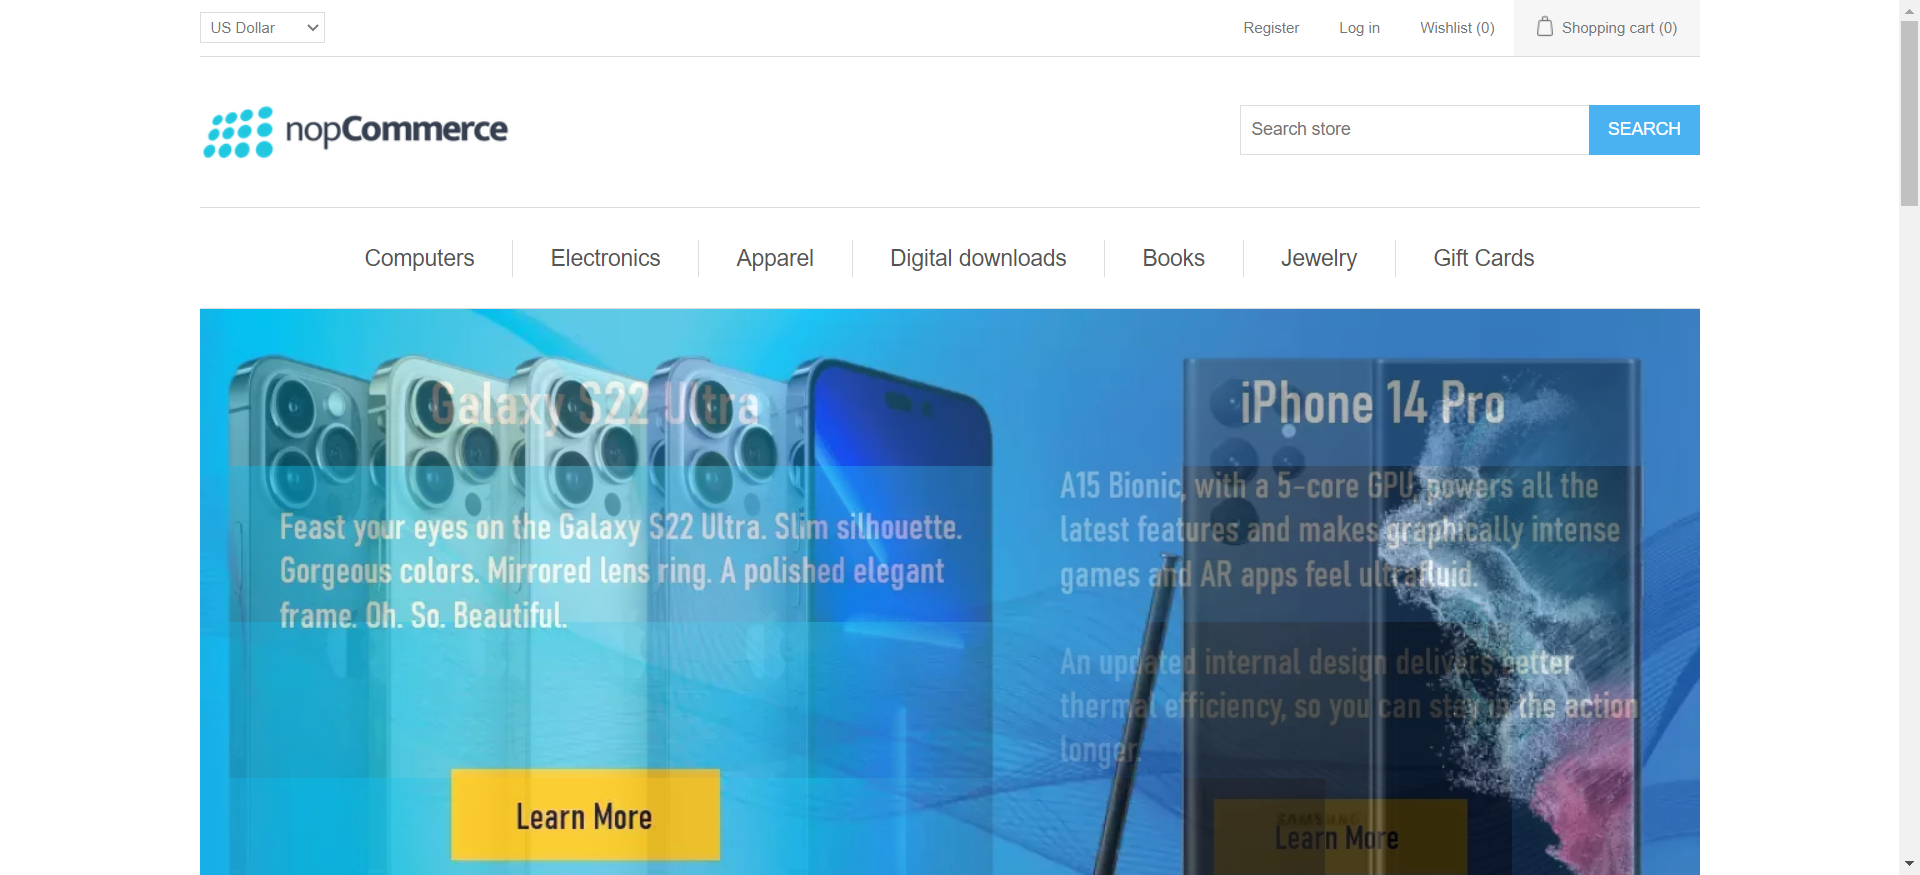 US Dollar
Register
Log in
Wishlist (0)
Shopping cart (0)
nopCommerce
Search store
SEARCH
Computers
Electronics
Apparel
Digital downloads
Books
Jewelry
Gift Cards
Galaxy S22 Ultra
Feast your eyes on the Galaxy S22 Ultra. Slim silhouette.
Gorgeous colors. Mirrored lens ring. A polished elegant
frame. Oh. So. Beautiful.
Learn More
iPhone 14 Pro
A15 Bionic, with a 5-core GPU, powers all the
latest features and makes graphically intense
games and AR apps feel ultrafluid.
An updated internal design delivers better
thermal efficiency, so you can stay in the action
longer.
SAMSUNG
Learn More